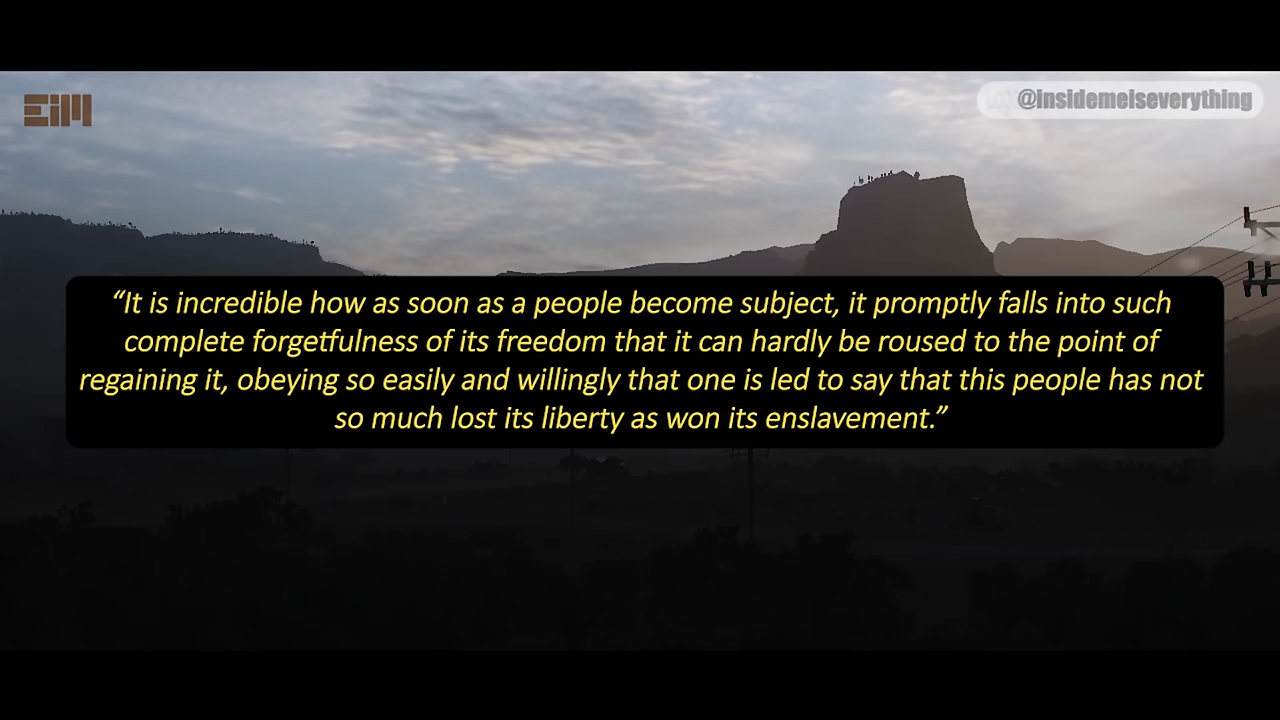 EiM
@insidemeiseverything
“It is incredible how as soon as a people become subject, it promptly falls into such
complete forgetfulness of its freedom that it can hardly be roused to the point of
regaining it, obeying so easily and willingly that one is led to say that this people has not
so much lost its liberty as won its enslavement.”